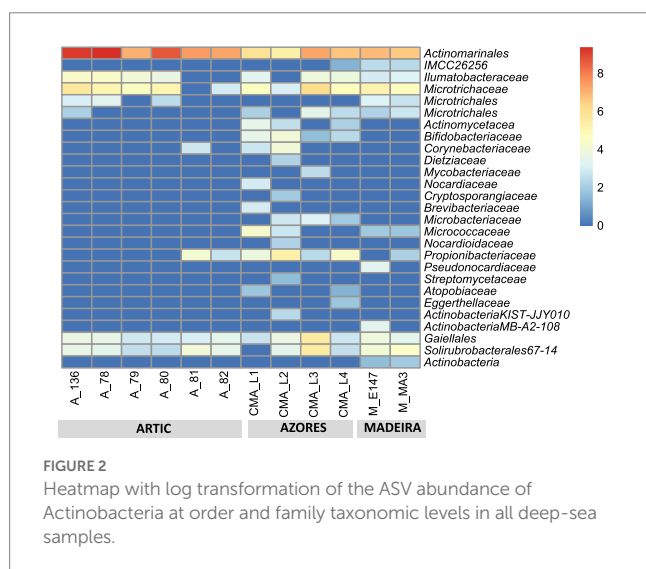 Actinomarinales
IMCC26256
Ilumatobacteraceae
Microtrichaceae
Microtrichales
Microtrichales
Actinomycetacea
Bifidobacteriaceae
Corynebacteriaceae
Dietziaceae
Mycobacteriaceae
Nocardiaceae
Cryptosporangiaceae
Brevibacteriaceae
Microbacteriaceae
Micrococcaceae
Nocardioidaceae
Propionibacteriaceae
Pseudonocardiaceae
Streptomycetaceae
Atopobiaceae
Eggerthellaceae
ActinobacteriaKIST-JJY010
ActinobacteriaMB-A2-108
Gaiellales
Solirubrobacterales67-14
Actinobacteria
8
6
4
2
0
A_136
A_78
A_79
A_80
A_81
A_82
CMA_L1
CMA_L2
CMA_L3
CMA_L4
M_E147
M_MA3
ARTIC
AZORES
MADEIRA
FIGURE 2
Heatmap with log transformation of the ASV abundance of
Actinobacteria at order and family taxonomic levels in all deep-sea
samples.